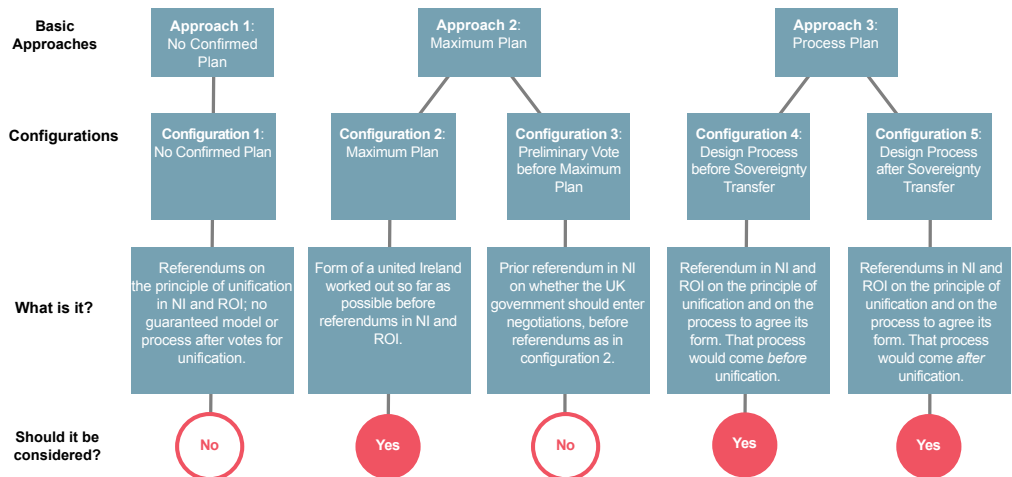 Basic
Approaches
Approach 1:
No Confirmed
Plan
Approach 2:
Maximum Plan
Approach 3:
Process Plan
Configurations
Configuration 1:
No Confirmed Plan
Configuration 2:
Maximum Plan
Configuration 3:
Preliminary Vote
before Maximum
Plan
Configuration 4:
Design Process
before Sovereignty
Transfer
Configuration 5:
Design Process
after Sovereignty
Transfer
What is it?
Referendums on
the principle of unification
in NI and ROI; no
guaranteed model or
process after votes for
unification.
Form of a united Ireland
worked out so far as
possible before
referendums in NI and
ROI.
Prior referendum in NI
on whether the UK
government should enter
negotiations, before
referendums as in
configuration 2.
Referendum in NI and
ROI on the principle of
unification and on the
process to agree its
form. That process
would come before
unification.
Referendums in NI and
ROI on the principle of
unification and on the
process to agree its
form. That process
would come after
unification.
Should it be
considered?
No
Yes
No
Yes
Yes